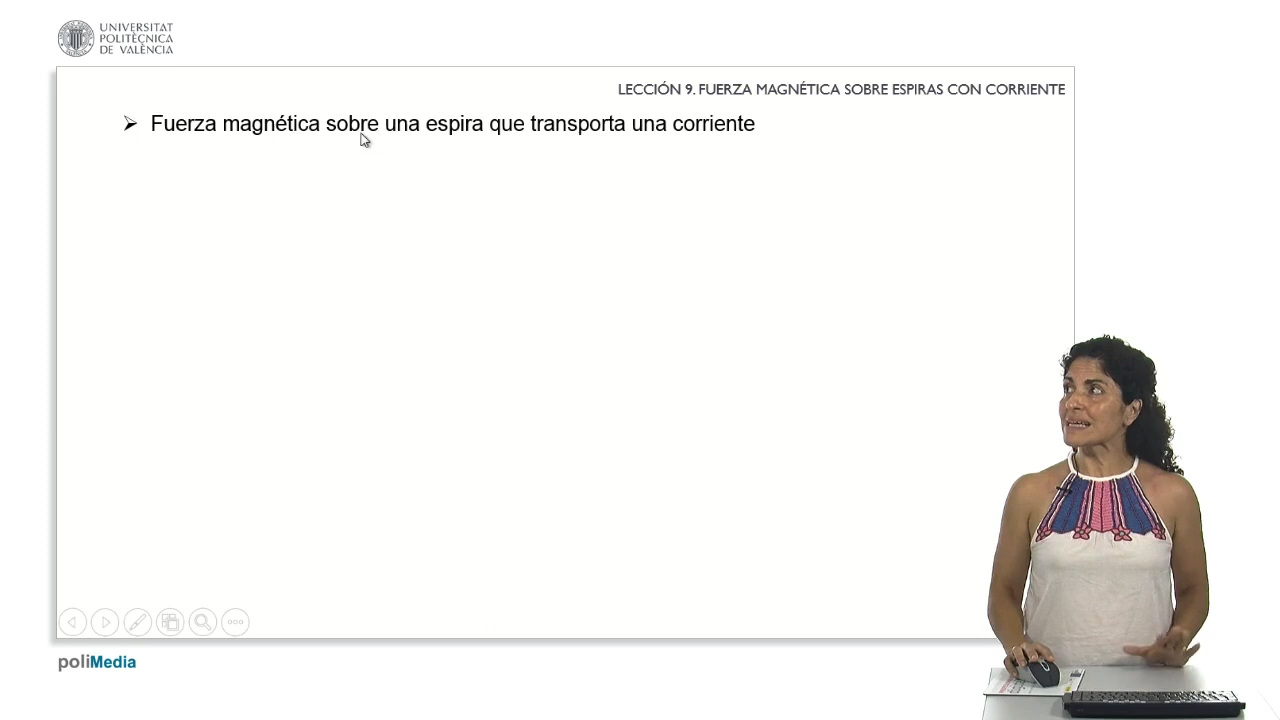 UNIVERSITAT
POLITÈCNICA
DE VALÈNCIA
LECCIÓN 9. FUERZA MAGNÉTICA SOBRE ESPIRAS CON CORRIENTE
➢ Fuerza magnética sobre una espira que transporta una corriente
poliMedia